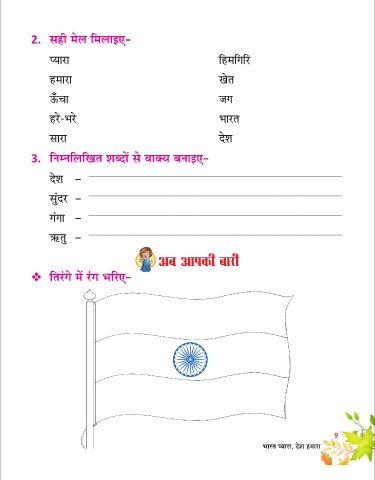 2. सही मेल मिलाइए-
प्यारा हिमगिरि
हमारा खेत
ऊँचा जग
हरे-भरे भारत
सारा देश
3. निम्नलिखित शब्दों से वाक्य बनाइए-
देश -
सुंदर -
गंगा -
ऋतु -
अब आपकी बारी
❖ तिरंगे में रंग भरिए-
9
भारत प्यारा, देश हमारा